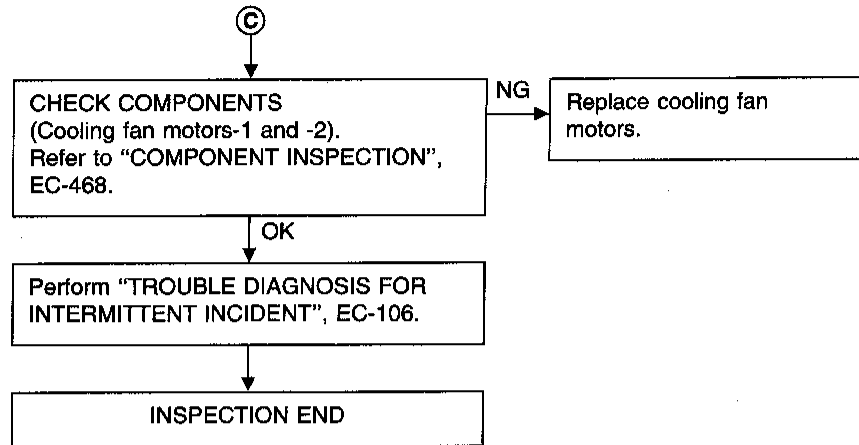 C
CHECK COMPONENTS
(Cooling fan motors-1 and -2).
Refer to “COMPONENT INSPECTION”,
EC-468.
NG
Replace cooling fan
motors.
OK
Perform “TROUBLE DIAGNOSIS FOR
INTERMITTENT INCIDENT”, EC-106.
INSPECTION END